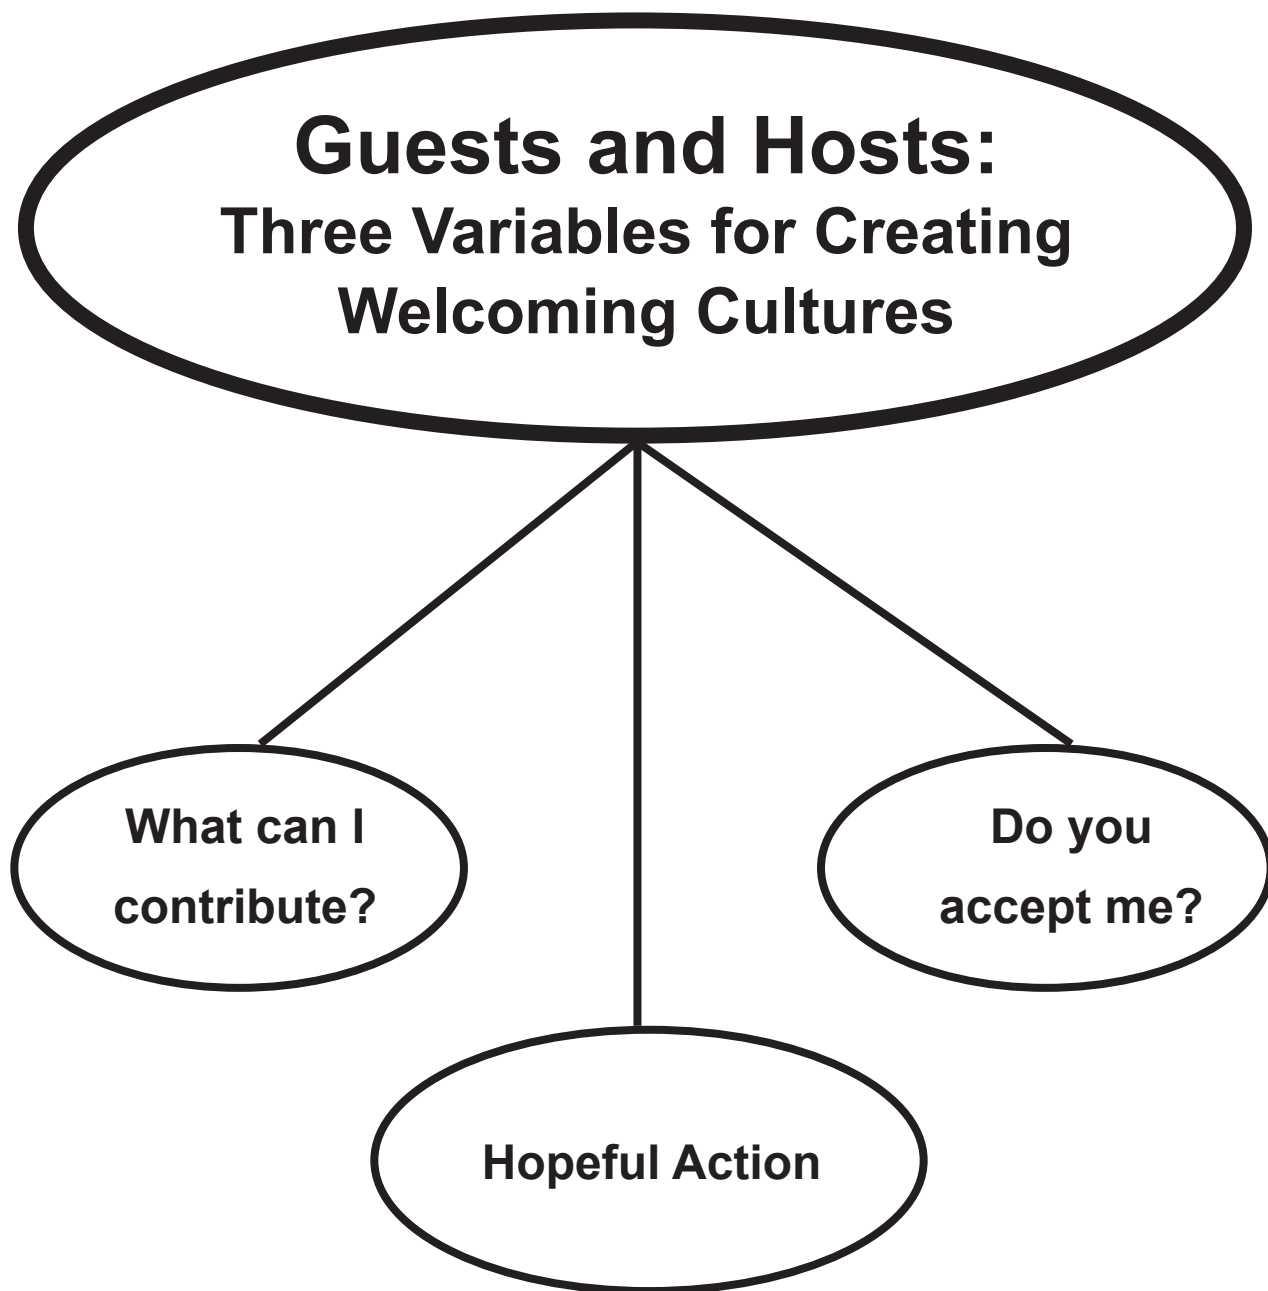 Guests and Hosts:
Three Variables for Creating
Welcoming Cultures
What can I
contribute?
Do you
accept me?
Hopeful Action